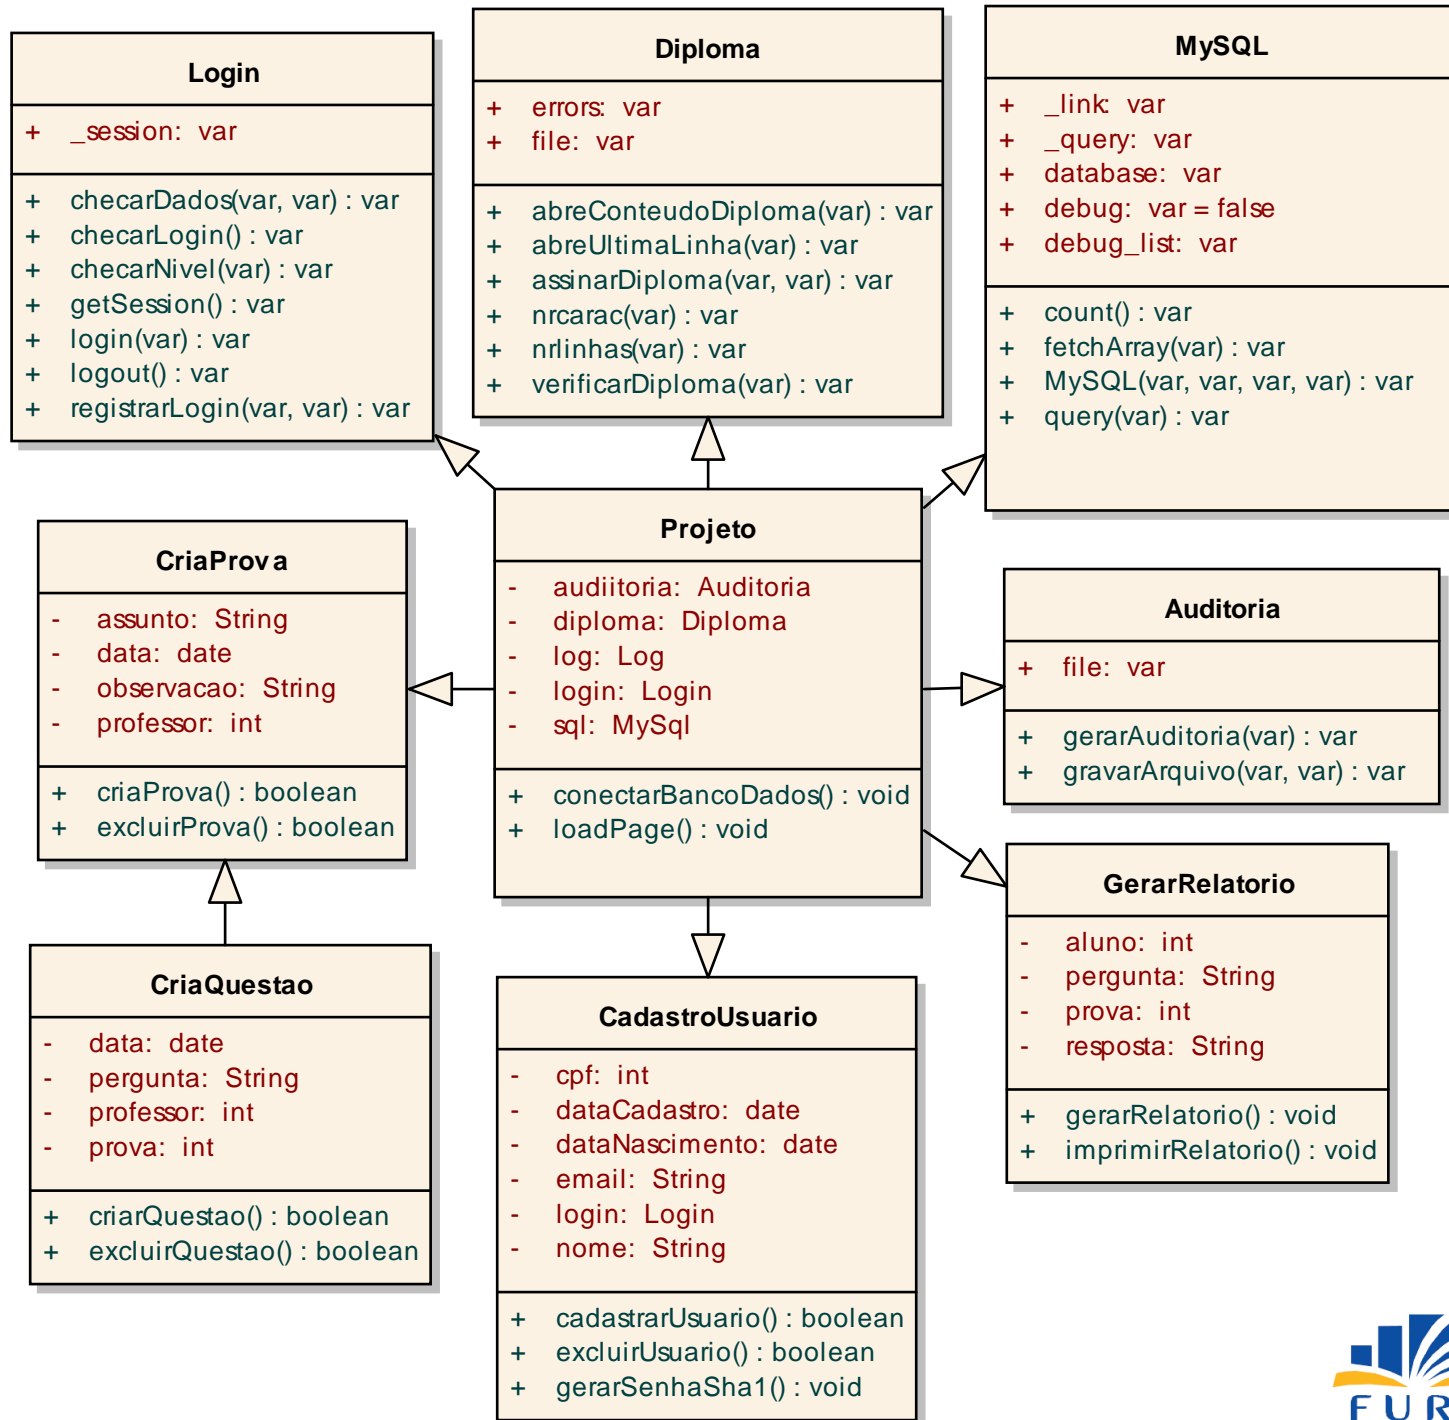 Login
+ _session: var
+ checarDados(var, var) : var
+ checarLogin() : var
+ checarNivel(var) : var
+ getSession() : var
+ login(var) : var
+ logout() : var
+ registrarLogin(var, var) : var
Diploma
+ errors: var
+ file: var
+ abreConteudoDiploma(var) : var
+ abreUltimaLinha(var) : var
+ assinarDiploma(var, var) : var
+ nrcarac(var) : var
+ nrlinhas(var) : var
+ verificarDiploma(var) : var
MySQL
+ _link: var
+ _query: var
+ database: var
+ debug: var = false
+ debug_list: var
+ count() : var
+ fetchArray(var) : var
+ MySQL(var, var, var, var) : var
+ query(var) : var
CriaProva
- assunto: String
- data: date
- observacao: String
- professor: int
+ criaProva() : boolean
+ excluirProva() : boolean
Projeto
- audiitoria: Auditoria
- diploma: Diploma
- log: Log
- login: Login
- sql: MySql
+ conectarBancoDados() : void
+ loadPage() : void
Auditoria
+ file: var
+ gerarAuditoria(var) : var
+ gravarArquivo(var, var) : var
GerarRelatorio
- aluno: int
- pergunta: String
- prova: int
- resposta: String
+ gerarRelatorio() : void
+ imprimirRelatorio() : void
CriaQuestao
- data: date
- pergunta: String
- professor: int
- prova: int
+ criarQuestao() : boolean
+ excluirQuestao() : boolean
CadastroUsuario
- cpf: int
- dataCadastro: date
- dataNascimento: date
- email: String
- login: Login
- nome: String
+ cadastrarUsuario() : boolean
+ excluirUsuario() : boolean
+ gerarSenhaSha1() : void
FUR